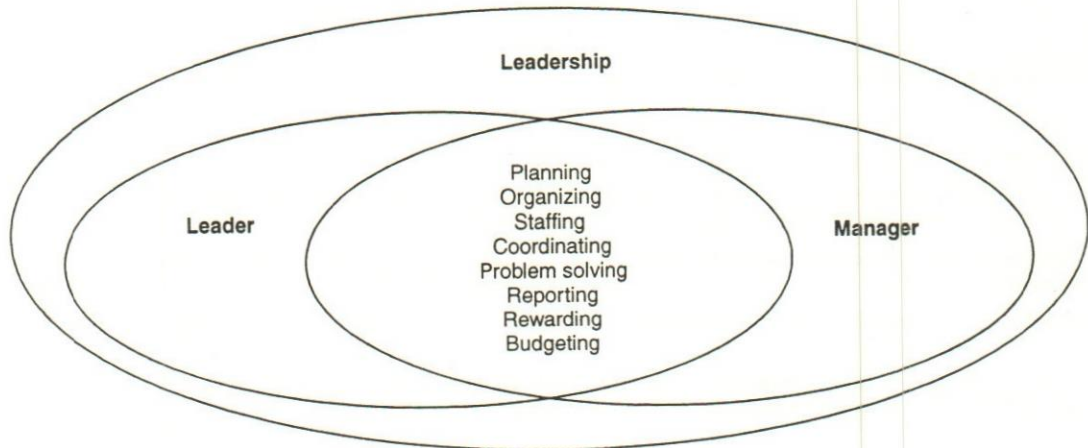 Leadership
Leader
Planning
Organizing
Staffing
Coordinating
Problem solving
Reporting
Rewarding
Budgeting
Manager